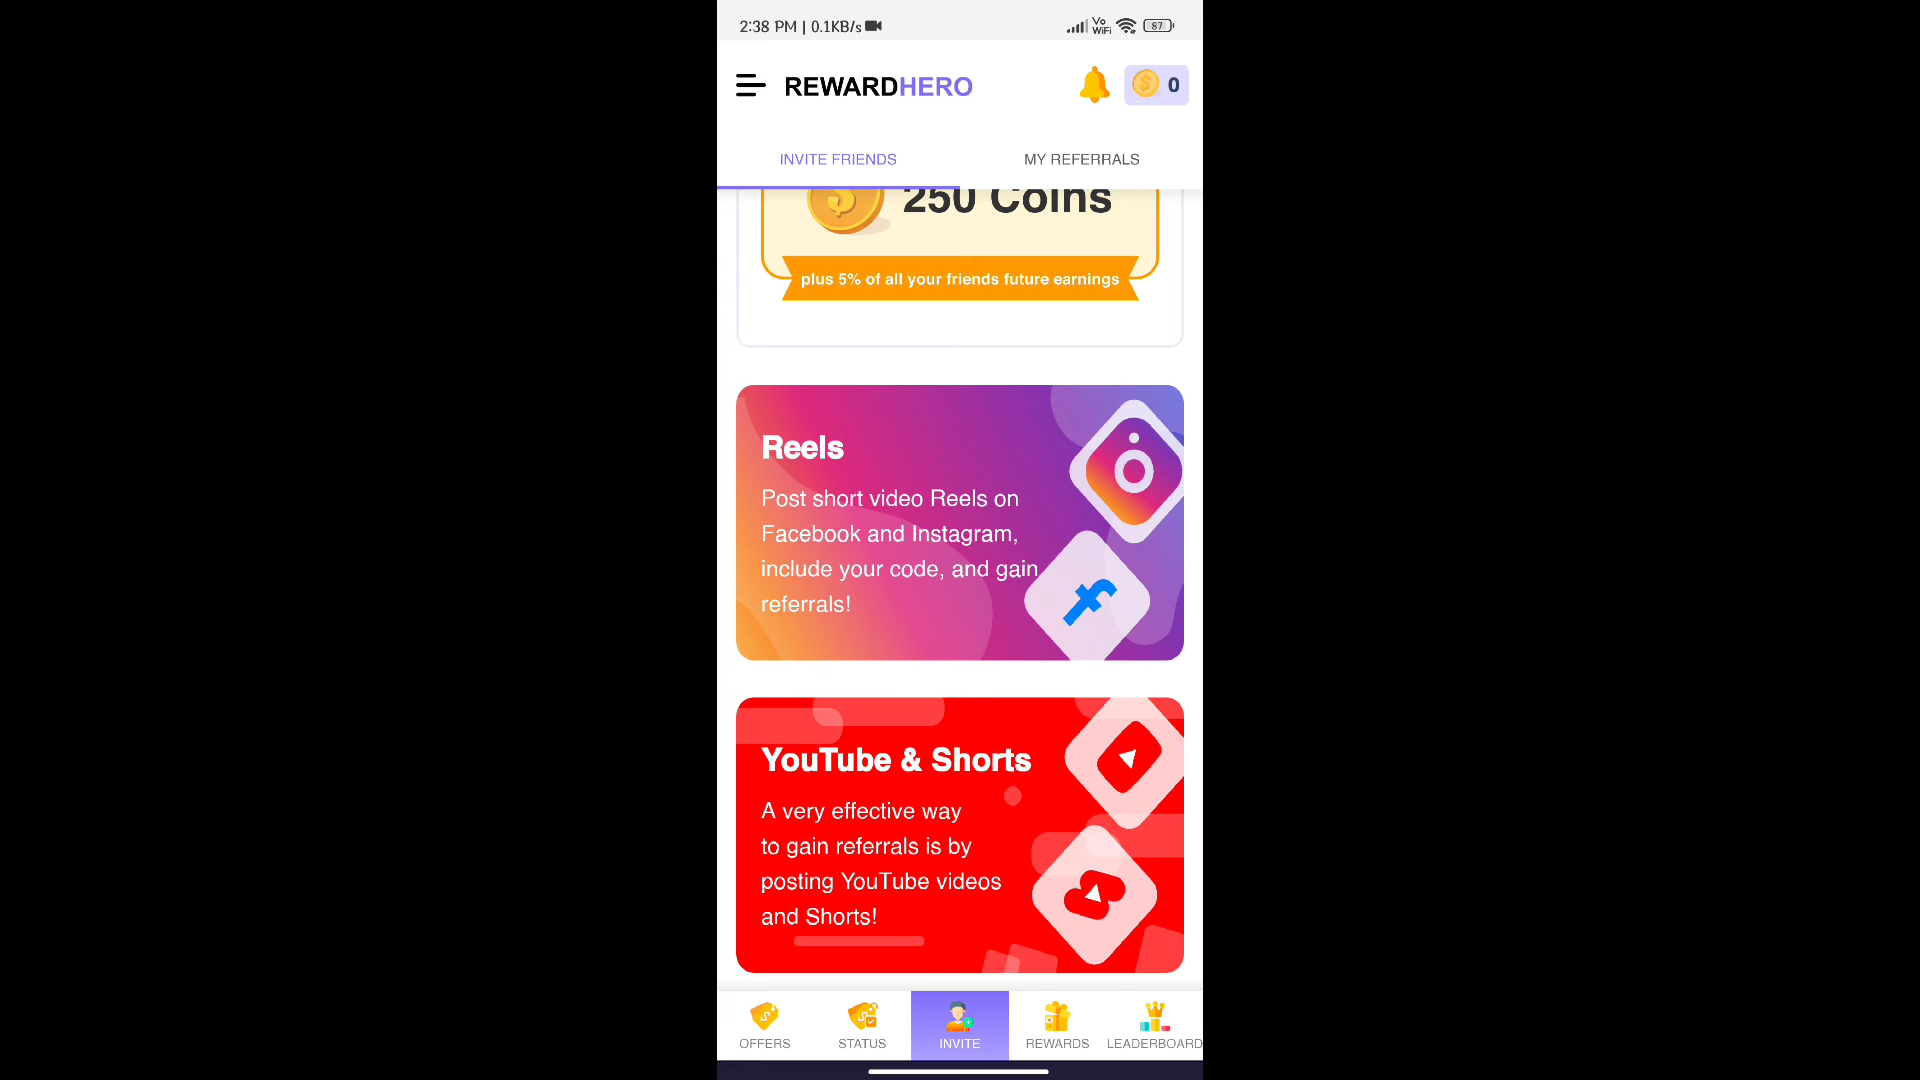 2:38 PM | 0.1KB/s
Vo
WiFi
87
REWARDHERO
0
INVITE FRIENDS
MY REFERRALS
250 Coins
plus 5% of all your friends future earnings
Reels
Post short video Reels on
Facebook and Instagram,
include your code, and gain
referrals!
YouTube & Shorts
A very effective way
to gain referrals is by
posting YouTube videos
and Shorts!
OFFERS
STATUS
INVITE
REWARDS
LEADERBOARD